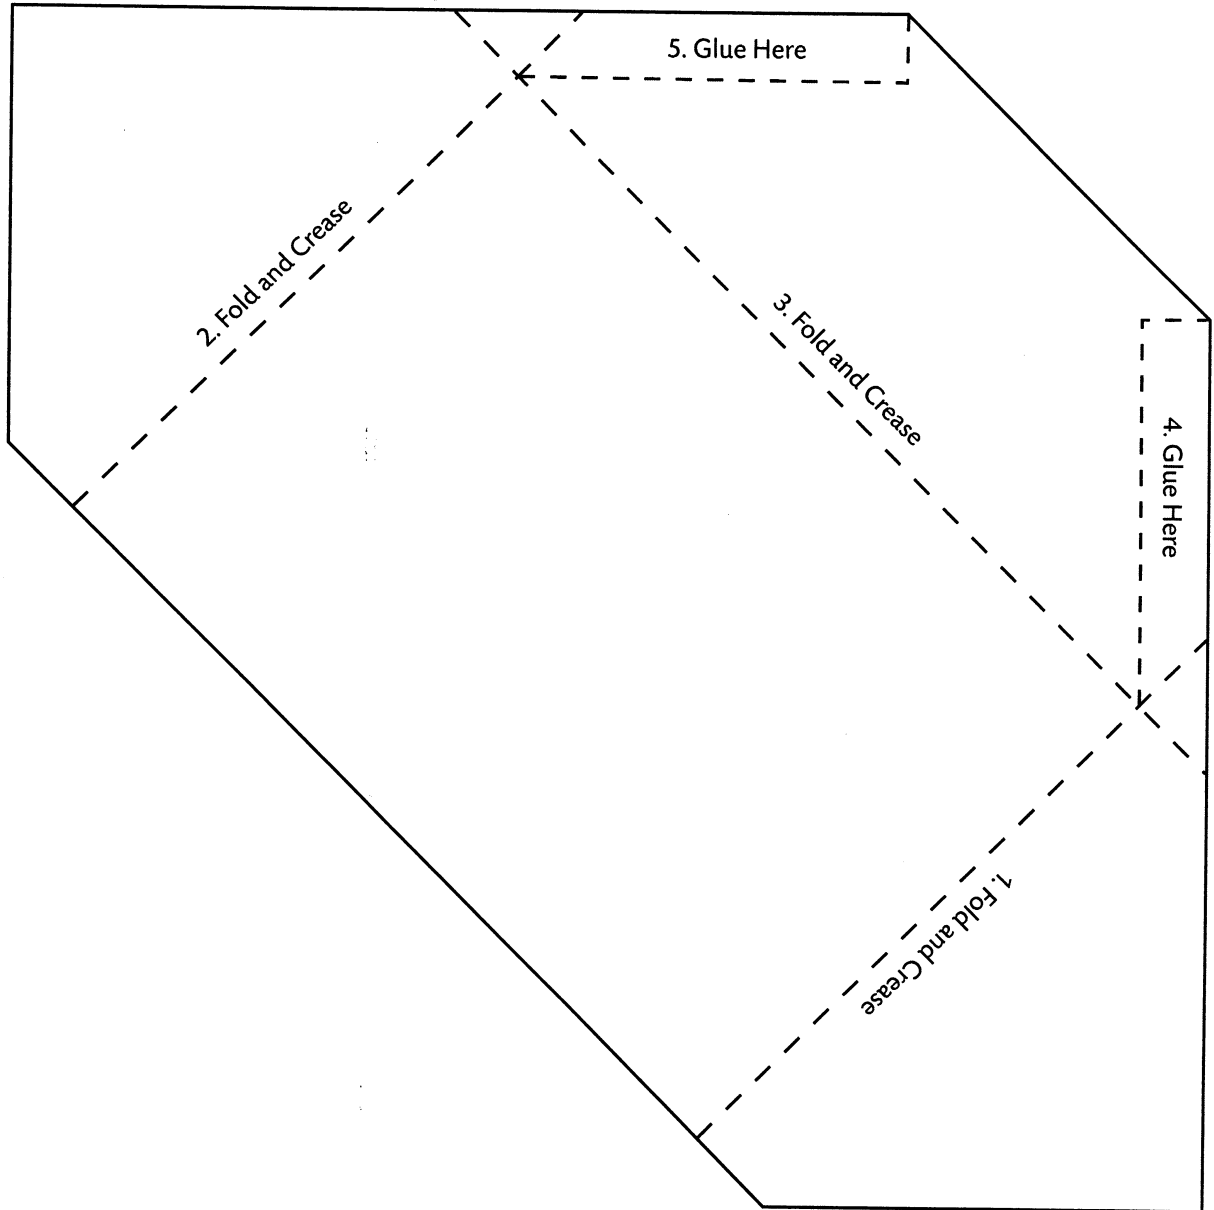 5. Glue Here
2. Fold and Crease
3. Fold and Crease
4. Glue Here
1. Fold and Crease